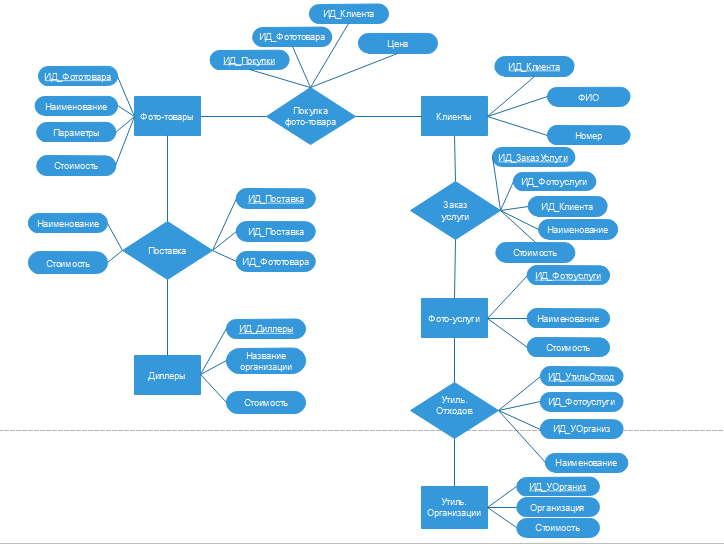 ИД_Клиента
ИД_Фототовара
Цена
ИД_Покупки
ИД_Фототовара
Наименование
Параметры
Стоимость
Фото-товары
Покупка
фото-товара
Клиенты
ИД_Клиента
ФИО
Номер
ИД_ЗаказУслуги
ИД_Фотоуслуги
ИД_Клиента
Наименование
Стоимость
Заказ
услуги
Наименование
Стоимость
Поставка
ИД_Поставка
ИД_Поставка
ИД_Фототовара
ИД_Фотоуслуги
Наименование
Стоимость
Фото-услуги
ИД_Диллеры
Название
организации
Стоимость
Диллеры
Утиль.
Отходов
ИД_УтильОтход
ИД_Фотоуслуги
ИД_УОрганиз
Наименование
Утиль.
Организации
ИД_УОрганиз
Организация
Стоимость